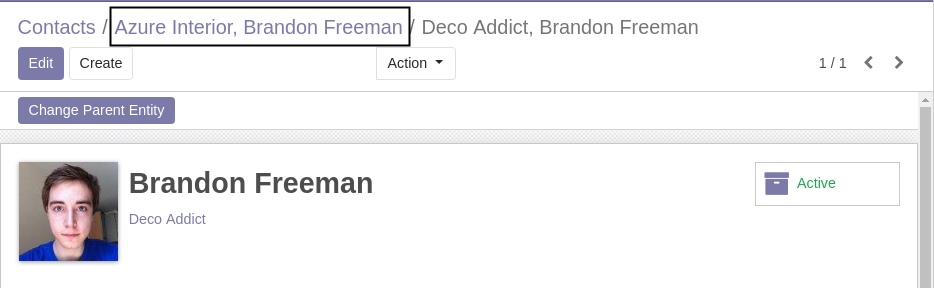 Contacts / Azure Interior, Brandon Freeman / Deco Addict, Brandon Freeman
Edit Create Action 1 / 1
Change Parent Entity
Brandon Freeman
Active
Deco Addict